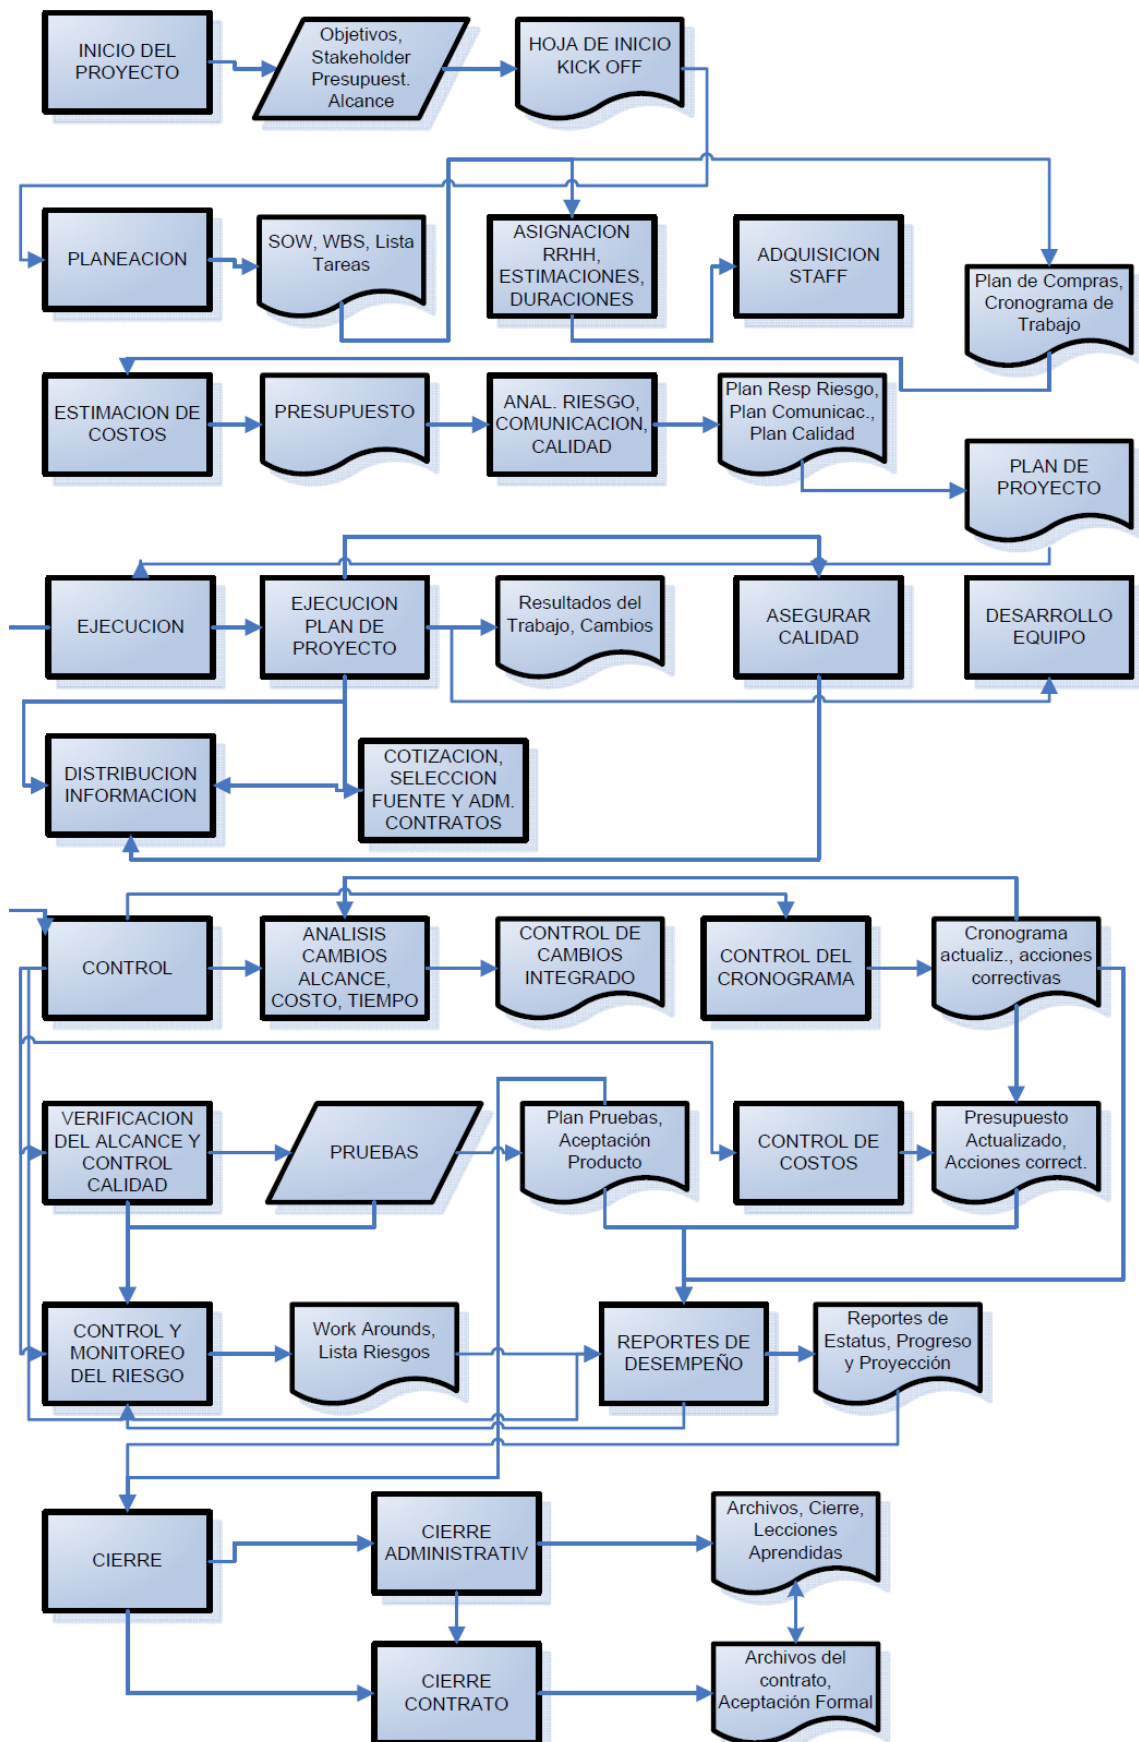 INICIO DEL
PROYECTO
Objetivos,
Stakeholder
Presupuest.
Alcance
HOJA DE INICIO
KICK OFF
PLANEACION
SOW, WBS, Lista
Tareas
ASIGNACION
RRHH,
ESTIMACIONES,
DURACIONES
ADQUISICION
STAFF
Plan de Compras,
Cronograma de
Trabajo
ESTIMACION DE
COSTOS
PRESUPUESTO
ANAL. RIESGO,
COMUNICACION,
CALIDAD
Plan Resp Riesgo,
Plan Comunicac.,
Plan Calidad
PLAN DE
PROYECTO
EJECUCION
EJECUCION
PLAN DE
PROYECTO
Resultados del
Trabajo, Cambios
ASEGURAR
CALIDAD
DESARROLLO
EQUIPO
DISTRIBUCION
INFORMACION
COTIZACION,
SELECCION
FUENTE Y ADM.
CONTRATOS
CONTROL
ANALISIS
CAMBIOS
ALCANCE,
COSTO, TIEMPO
CONTROL DE
CAMBIOS
INTEGRADO
CONTROL DEL
CRONOGRAMA
Cronograma
actualiz., acciones
correctivas
VERIFICACION
DEL ALCANCE Y
CONTROL
CALIDAD
PRUEBAS
Plan Pruebas,
Aceptación
Producto
CONTROL DE
COSTOS
Presupuesto
Actualizado,
Acciones correct.
CONTROL Y
MONITOREO
DEL RIESGO
Work Arounds,
Lista Riesgos
REPORTES DE
DESEMPEÑO
Reportes de
Estatus, Progreso
y Proyección
CIERRE
CIERRE
ADMINISTRATIV
Archivos, Cierre,
Lecciones
Aprendidas
CIERRE
CONTRATO
Archivos del
contrato,
Aceptación Formal